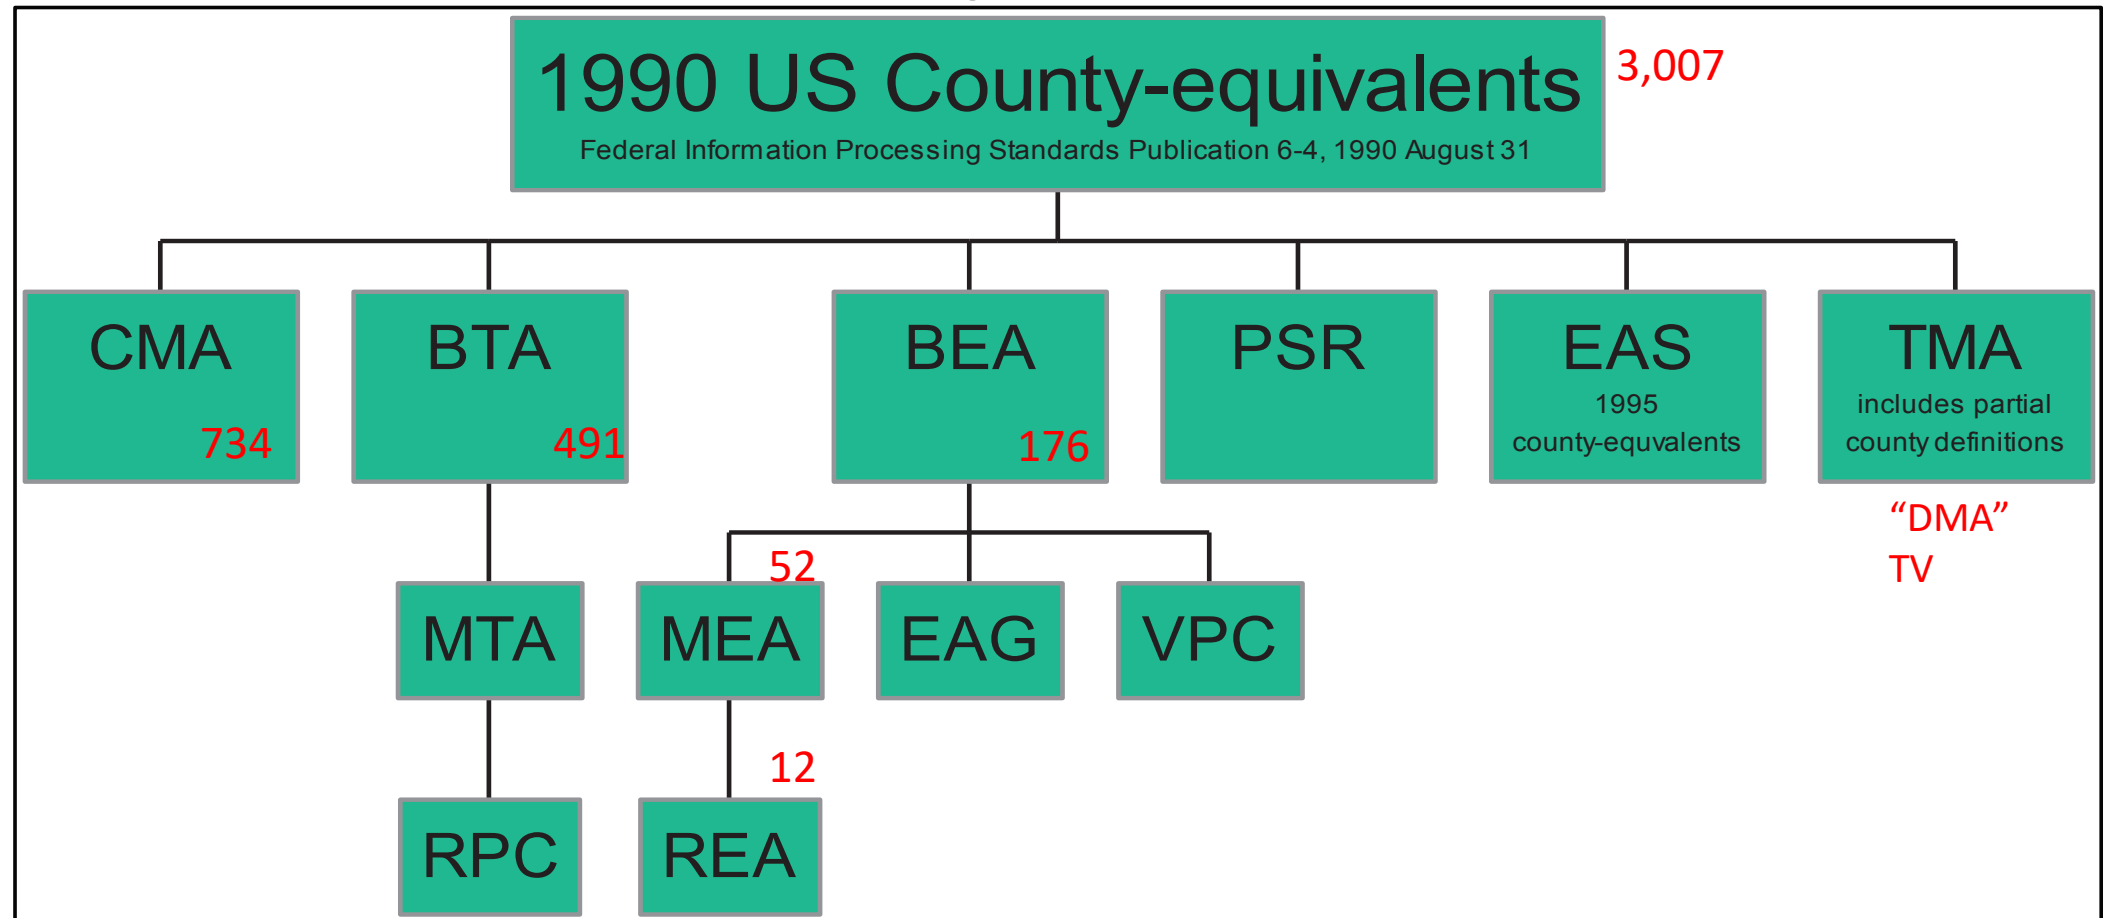 1990 US County-equivalents
3,007
Federal Information Processing Standards Publication 6-4, 1990 August 31
CMA
734
BTA
491
BEA
176
PSR
EAS
1995
county-equvalents
TMA
includes partial
county definitions
“DMA”
TV
52
MTA
MEA
EAG
VPC
12
RPC
REA